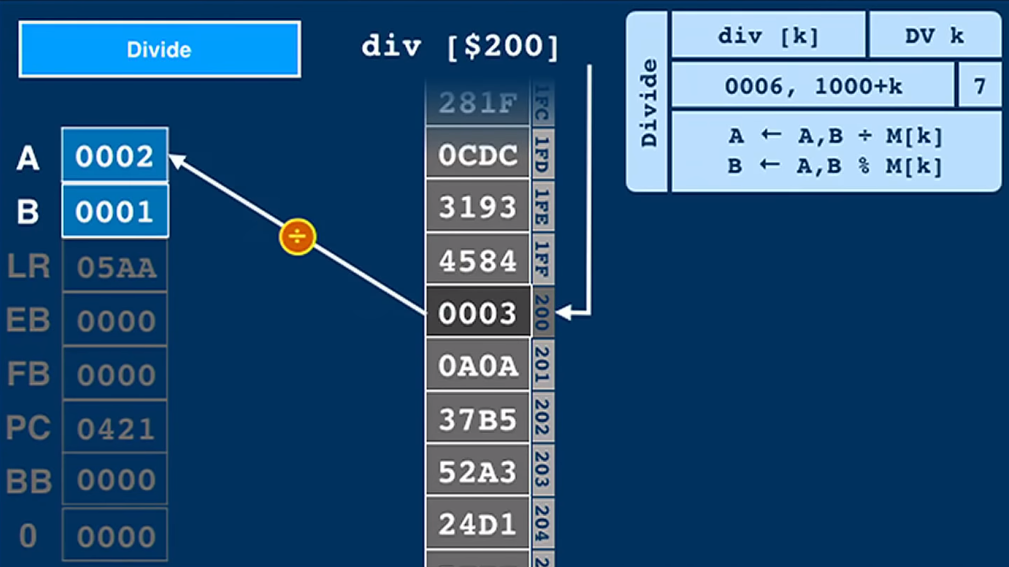 Divide
div [$200]
A 0002
B 0001
LR 05AA
EB 0000
FB 0000
PC 0421
BB 0000
0 0000
÷
281F 1FC
0CDC 1FD
3193 1FE
4584 1FF
0003 200
0A0A 201
37B5 202
52A3 203
24D1 204
Divide
div [k] DV k
0006, 1000+k 7
A ← A,B ÷ M[k]
B ← A,B % M[k]